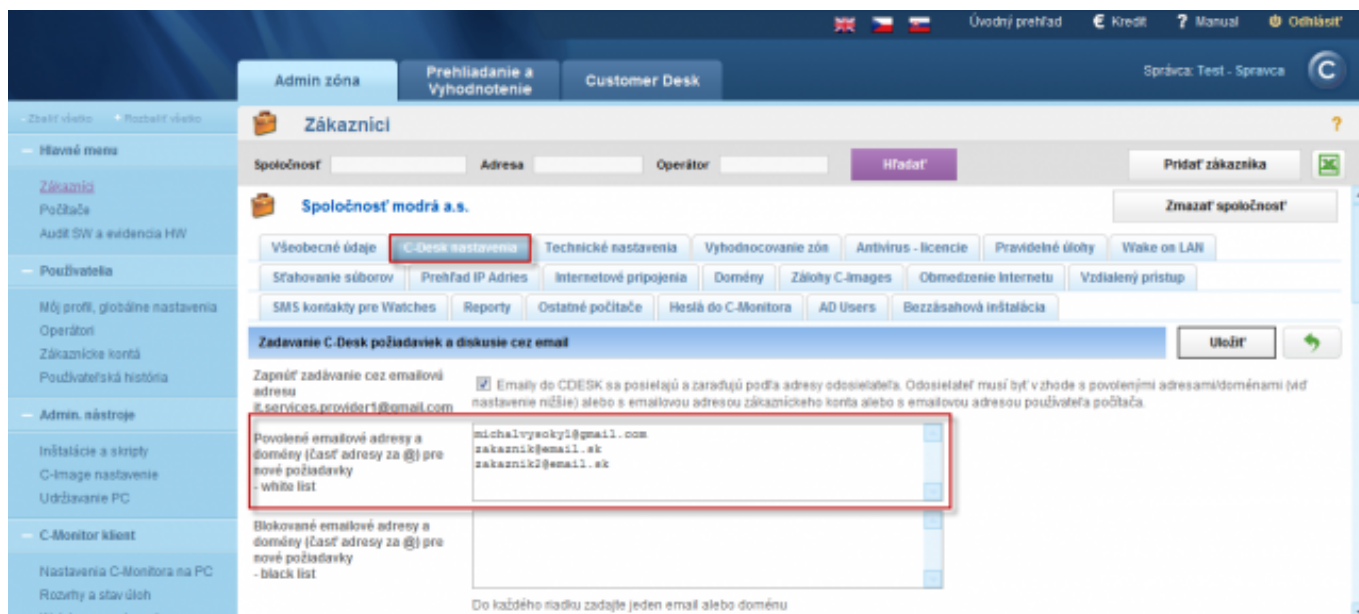 Úvodný prehľad € Kredit ? Manual Odhlásiť
Admin zóna
Prehliadanie a
Vyhodnotenie
Customer Desk
Správca: Test - Spravca
Zbaliť všetko Rozbaliť všetko
Hlavné menu
Zákazníci
Počítače
Audit SW a evidencia HW
Používatelia
Môj profil, globálne nastavenia
Operátori
Zákaznícke kontá
Používateľská história
Admin. nástroje
Inštalácie a skripty
C-Image nastavenie
Udržiavanie PC
C-Monitor klient
Nastavenia C-Monitora na PC
Rozvrhy a stav úloh
Zákazníci ?
Spoločnosť Adresa Operátor Hľadať Pridať zákazníka
Spoločnosť modrá a.s. Zmazať spoločnosť
Všeobecné údaje C-Desk nastavenia Technické nastavenia Vyhodnocovanie zón Antivírus - licencie Pravidelné úlohy Wake on LAN
Sťahovanie súborov Prehľad IP Adries Internetové pripojenia Domény Zálohy C-Images Obmedzenie Internetu Vzdialený prístup
SMS kontakty pre Watches Reporty Ostatné počítače Heslá do C-Monitora AD Users Bezzásahová inštalácia
Zadavanie C-Desk požiadaviek a diskusie cez email Uložiť
Zapnúť zadávanie cez emailovú
adresu
it.services.provider1@gmail.com
Emaily do CDESK sa posielajú a zaraďujú podľa adresy odosielateľa. Odosielateľ musí byť v zhode s povolenými adresami/doménami (viď
nastavenie nižšie) alebo s emailovou adresou zákazníckeho konta alebo s emailovou adresou používateľa počítača.
Povolené emailové adresy a
domény (časť adresy za @) pre
nové požiadavky
- white list
michalvysoky1@gmail.com
zakaznik@email.sk
zakaznik2@email.sk
Blokované emailové adresy a
domény (časť adresy za @) pre
nové požiadavky
- black list
Do každého riadku zadajte jeden email alebo doménu